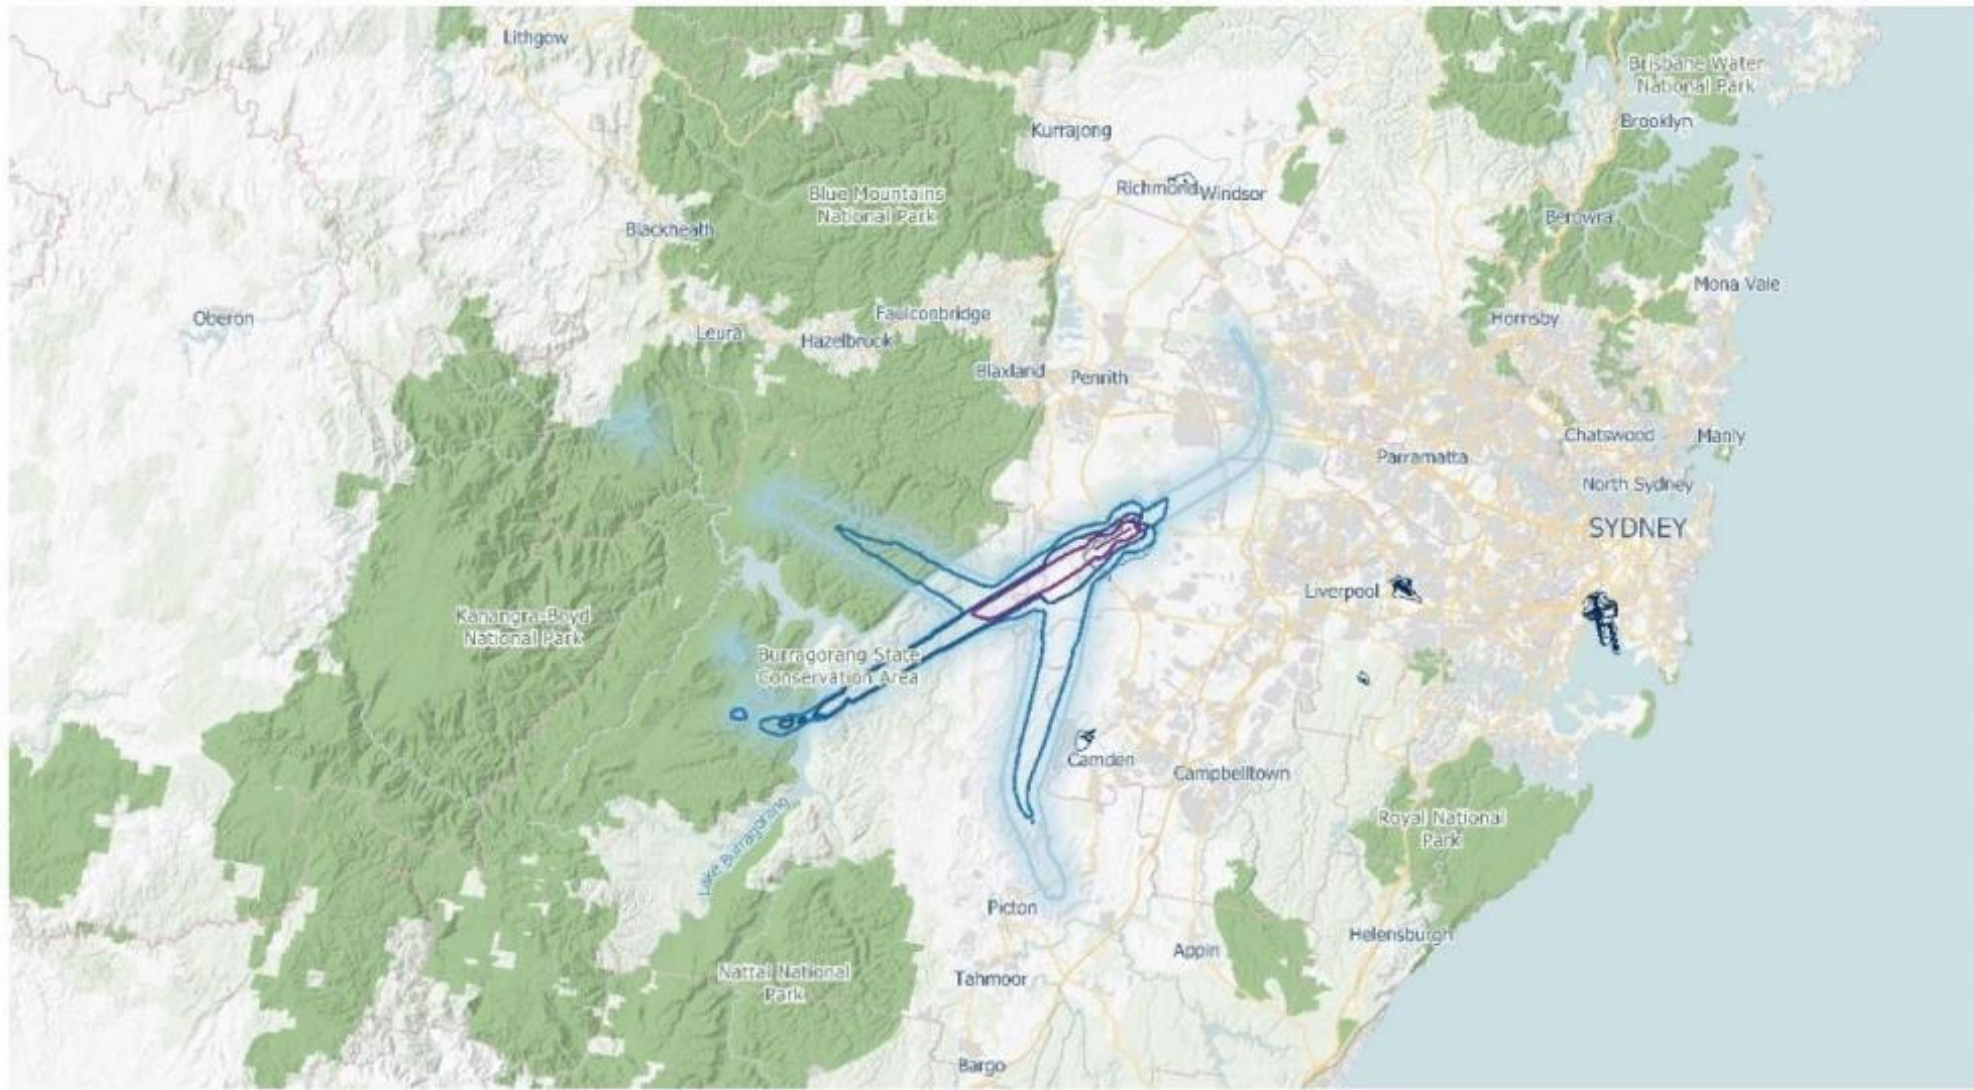 Lithgow
Brisbane Water
National Park
Brooklyn
Kurrajong
Richmond
Windsor
Blue Mountains
National Park
Berowra
Blackheath
Mona Vale
Oberon
Faulconbridge
Hornsby
Leura
Hazelbrook
Blaxland
Penrith
Chatswood
Manly
Parramatta
North Sydney
SYDNEY
Liverpool
Kanangra-Boyd
National Park
Burragorang State
Conservation Area
Camden
Campbelltown
Royal National
Park
Lake Burragorang
Picton
Helensburgh
Appin
Nattai National
Park
Tahmoor
Bargo